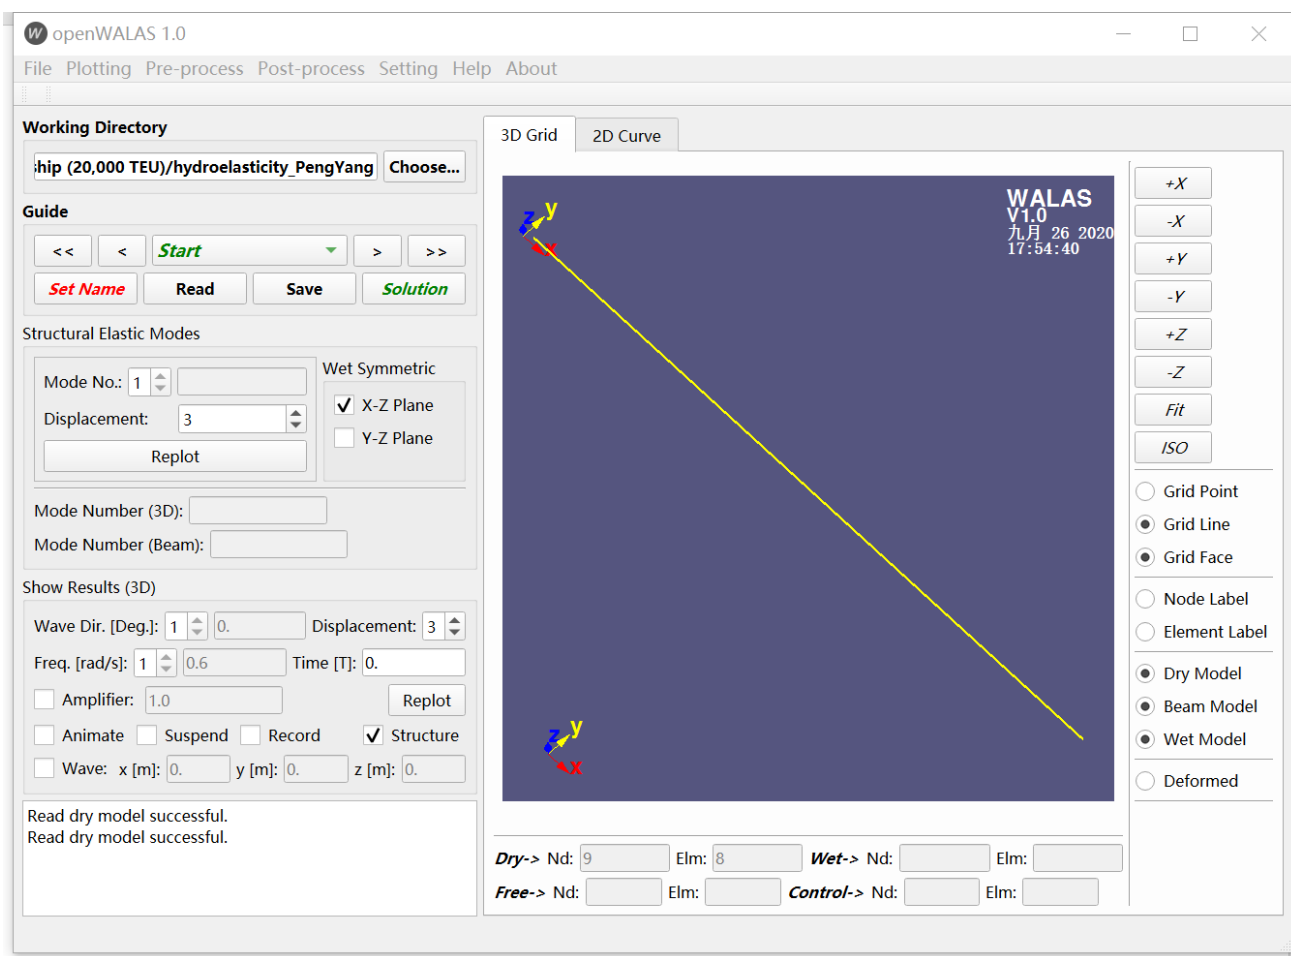 openWALAS 1.0
File Plotting Pre-process Post-process Setting Help About
Working Directory
hip (20,000 TEU)/hydroelasticity_PengYang Choose...
Guide
<< < Start > >>
Set Name Read Save Solution
Structural Elastic Modes
Mode No.: 1
Displacement: 3
Replot
Wet Symmetric
X-Z Plane
Y-Z Plane
Mode Number (3D):
Mode Number (Beam):
Show Results (3D)
Wave Dir. [Deg.]: 1 0. Displacement: 3
Freq. [rad/s]: 1 0.6 Time [T]: 0.
Amplifier: 1.0 Replot
Animate Suspend Record Structure
Wave: x [m]: 0. y [m]: 0. z [m]: 0.
Read dry model successful.
Read dry model successful.
3D Grid 2D Curve
z y
x
WALAS
V1.0
九月 26 2020
17:54:40
z y
x
Dry-> Nd: 9 Elm: 8 Wet-> Nd: Elm:
Free-> Nd: Elm: Control-> Nd: Elm:
+X
-X
+Y
-Y
+Z
-Z
Fit
ISO
Grid Point
Grid Line
Grid Face
Node Label
Element Label
Dry Model
Beam Model
Wet Model
Deformed